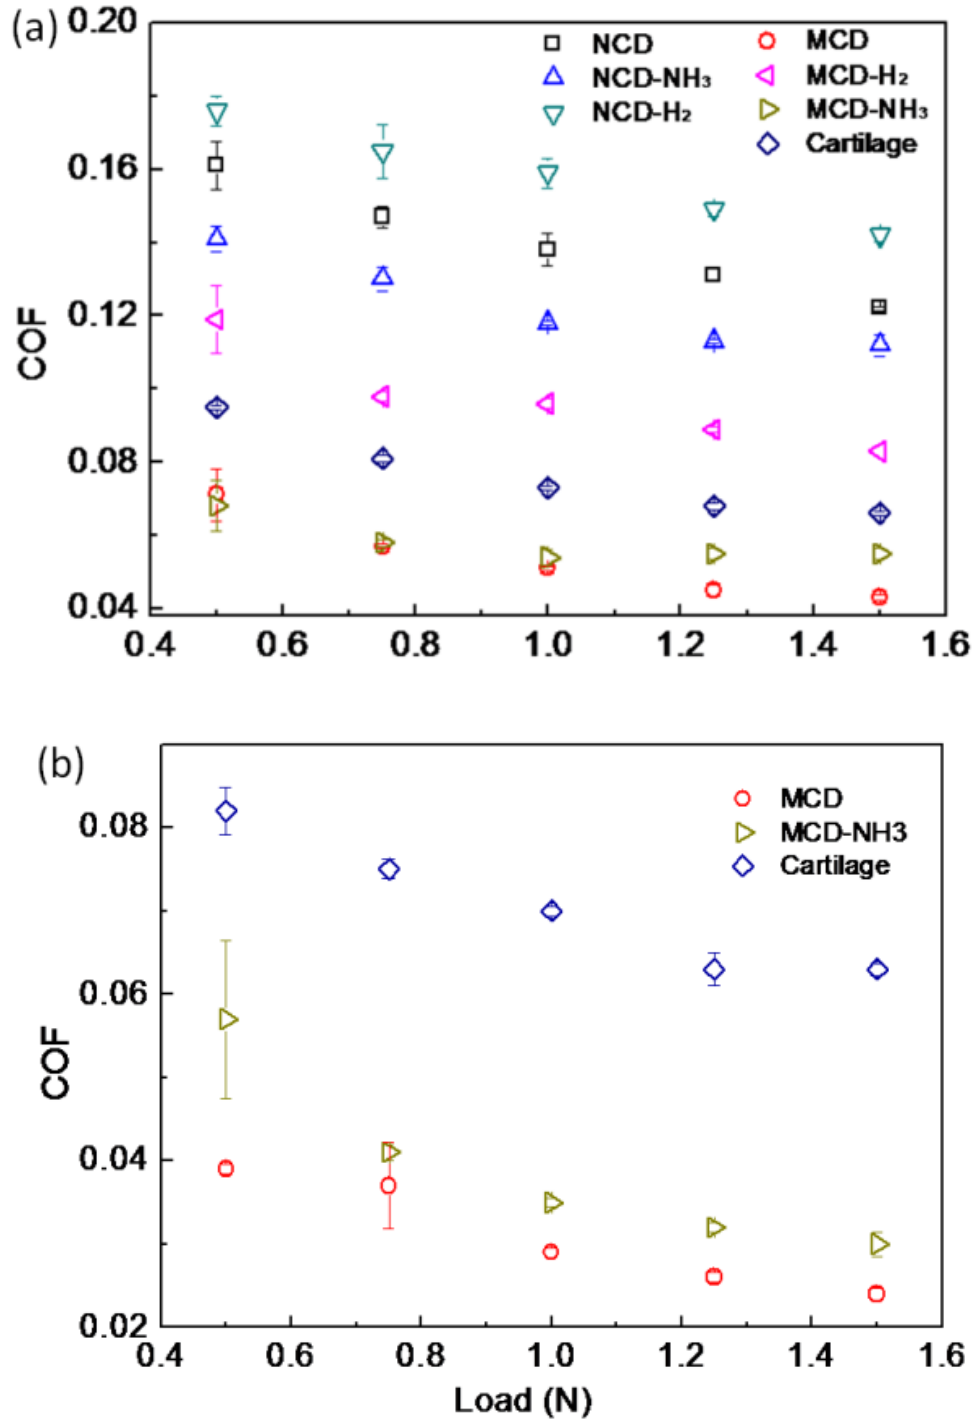 (a)
0.20
0.16
0.12
0.08
0.04
COF
NCD
MCD
NCD-NH₃
MCD-H₂
NCD-H₂
MCD-NH₃
Cartilage
0.4 0.6 0.8 1.0 1.2 1.4 1.6
(b)
0.08
0.06
0.04
0.02
COF
MCD
MCD-NH3
Cartilage
0.4 0.6 0.8 1.0 1.2 1.4 1.6
Load (N)